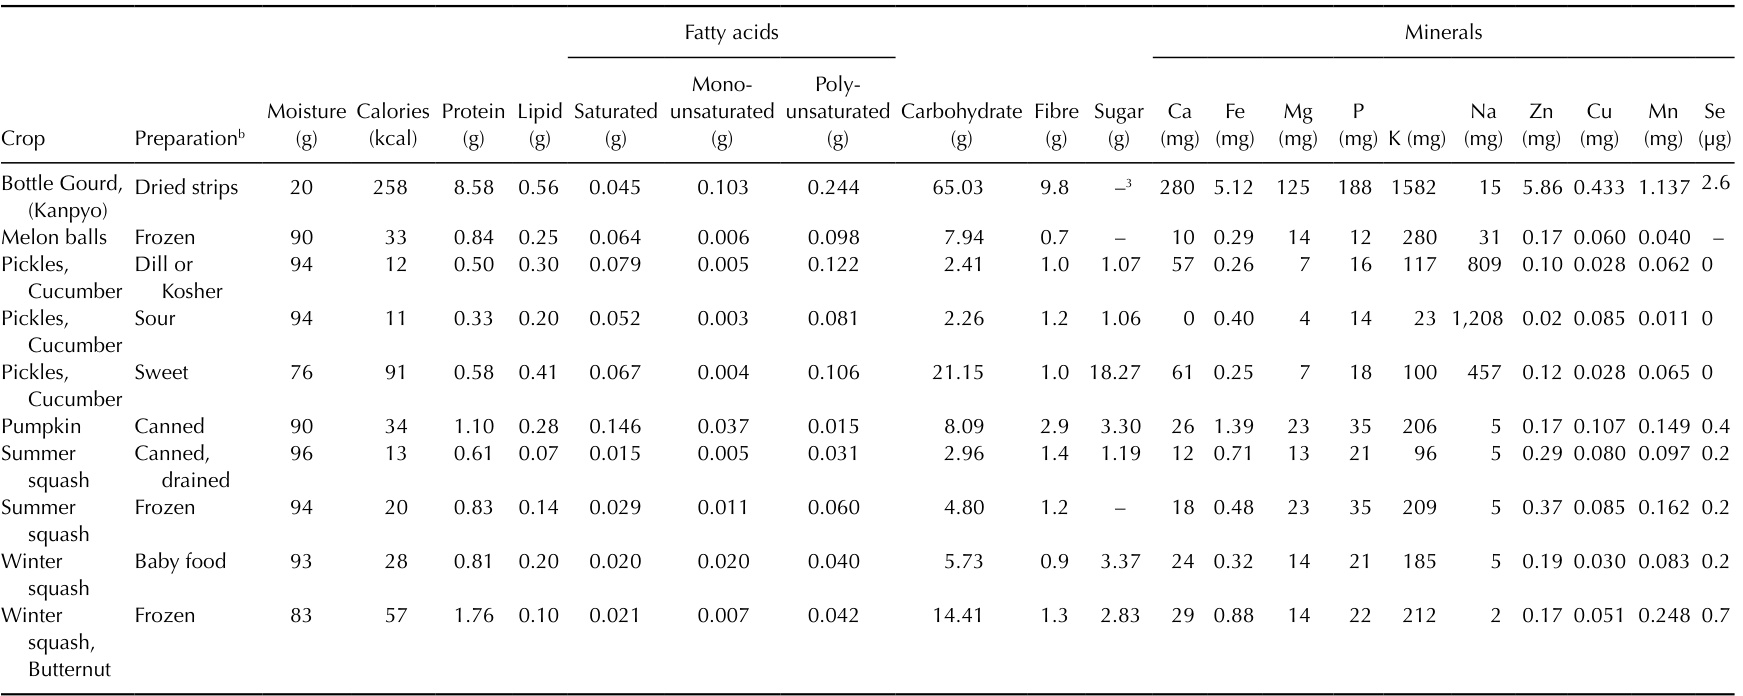 Fatty acids Minerals
Mono- Poly-
Moisture Calories Protein Lipid Saturated unsaturated unsaturated Carbohydrate Fibre Sugar Ca Fe Mg P Na Zn Cu Mn Se
Crop Preparationᵇ (g) (kcal) (g) (g) (g) (g) (g) (g) (g) (g) (mg) (mg) (mg) (mg) K (mg) (mg) (mg) (mg) (mg) (µg)
Bottle Gourd, Dried strips 20 258 8.58 0.56 0.045 0.103 0.244 65.03 9.8 –³ 280 5.12 125 188 1582 15 5.86 0.433 1.137 2.6
(Kanpyo)
Melon balls Frozen 90 33 0.84 0.25 0.064 0.006 0.098 7.94 0.7 – 10 0.29 14 12 280 31 0.17 0.060 0.040 –
Pickles, Dill or 94 12 0.50 0.30 0.079 0.005 0.122 2.41 1.0 1.07 57 0.26 7 16 117 809 0.10 0.028 0.062 0
Cucumber Kosher
Pickles, Sour 94 11 0.33 0.20 0.052 0.003 0.081 2.26 1.2 1.06 0 0.40 4 14 23 1,208 0.02 0.085 0.011 0
Cucumber
Pickles, Sweet 76 91 0.58 0.41 0.067 0.004 0.106 21.15 1.0 18.27 61 0.25 7 18 100 457 0.12 0.028 0.065 0
Cucumber
Pumpkin Canned 90 34 1.10 0.28 0.146 0.037 0.015 8.09 2.9 3.30 26 1.39 23 35 206 5 0.17 0.107 0.149 0.4
Summer Canned, 96 13 0.61 0.07 0.015 0.005 0.031 2.96 1.4 1.19 12 0.71 13 21 96 5 0.29 0.080 0.097 0.2
squash drained
Summer Frozen 94 20 0.83 0.14 0.029 0.011 0.060 4.80 1.2 – 18 0.48 23 35 209 5 0.37 0.085 0.162 0.2
squash
Winter Baby food 93 28 0.81 0.20 0.020 0.020 0.040 5.73 0.9 3.37 24 0.32 14 21 185 5 0.19 0.030 0.083 0.2
squash
Winter Frozen 83 57 1.76 0.10 0.021 0.007 0.042 14.41 1.3 2.83 29 0.88 14 22 212 2 0.17 0.051 0.248 0.7
squash,
Butternut